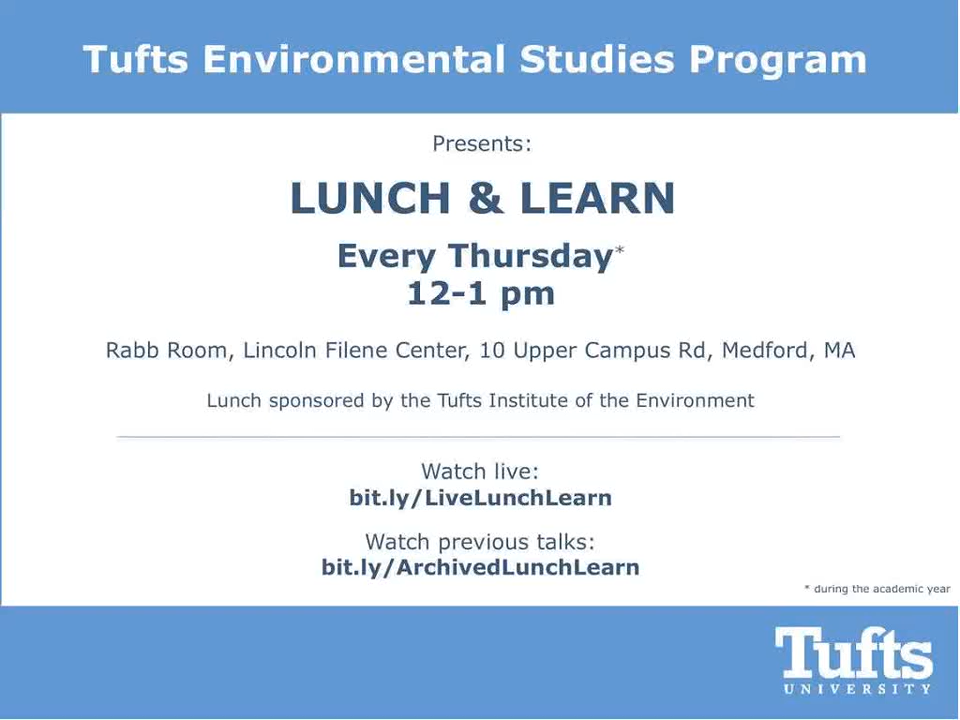 Tufts Environmental Studies Program
Presents:
LUNCH & LEARN
Every Thursday*
12-1 pm
Rabb Room, Lincoln Filene Center, 10 Upper Campus Rd, Medford, MA
Lunch sponsored by the Tufts Institute of the Environment
Watch live:
bit.ly/LiveLunchLearn
Watch previous talks:
bit.ly/ArchivedLunchLearn
* during the academic year
Tufts
UNIVERSITY